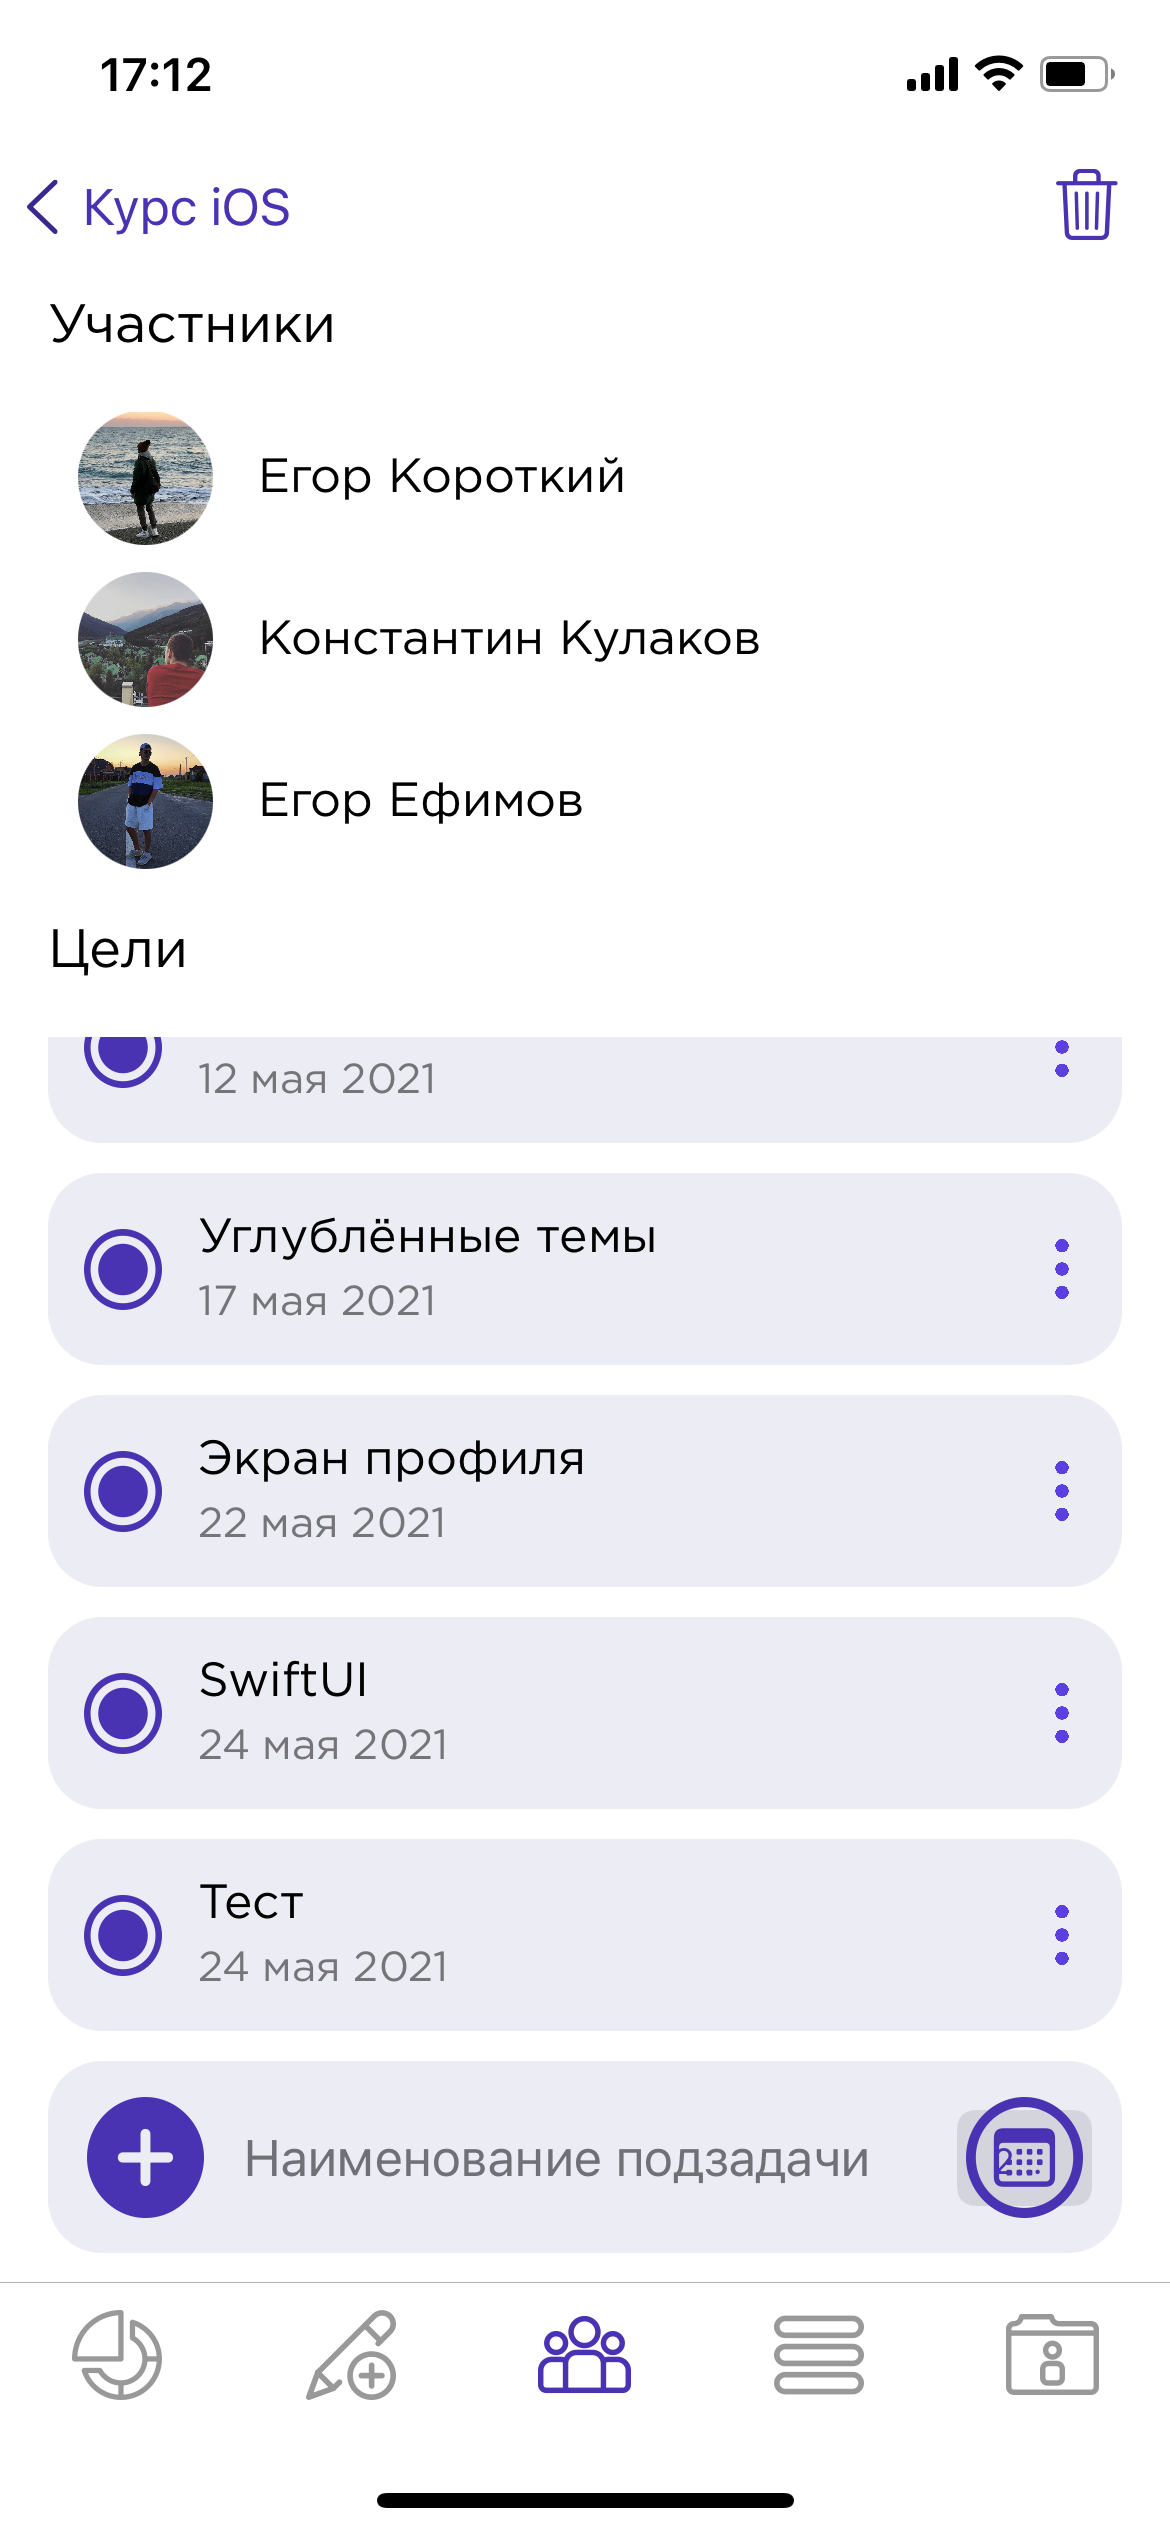 17:12
Курс iOS
Участники
Егор Короткий
Константин Кулаков
Егор Ефимов
Цели
12 мая 2021
Углублённые темы
17 мая 2021
Экран профиля
22 мая 2021
SwiftUI
24 мая 2021
Тест
24 мая 2021
Наименование подзадачи
2